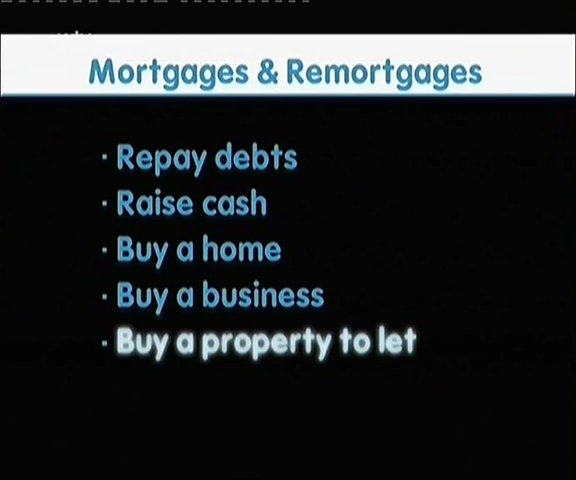 Mortgages & Remortgages
· Repay debts
· Raise cash
· Buy a home
· Buy a business
· Buy a property to let